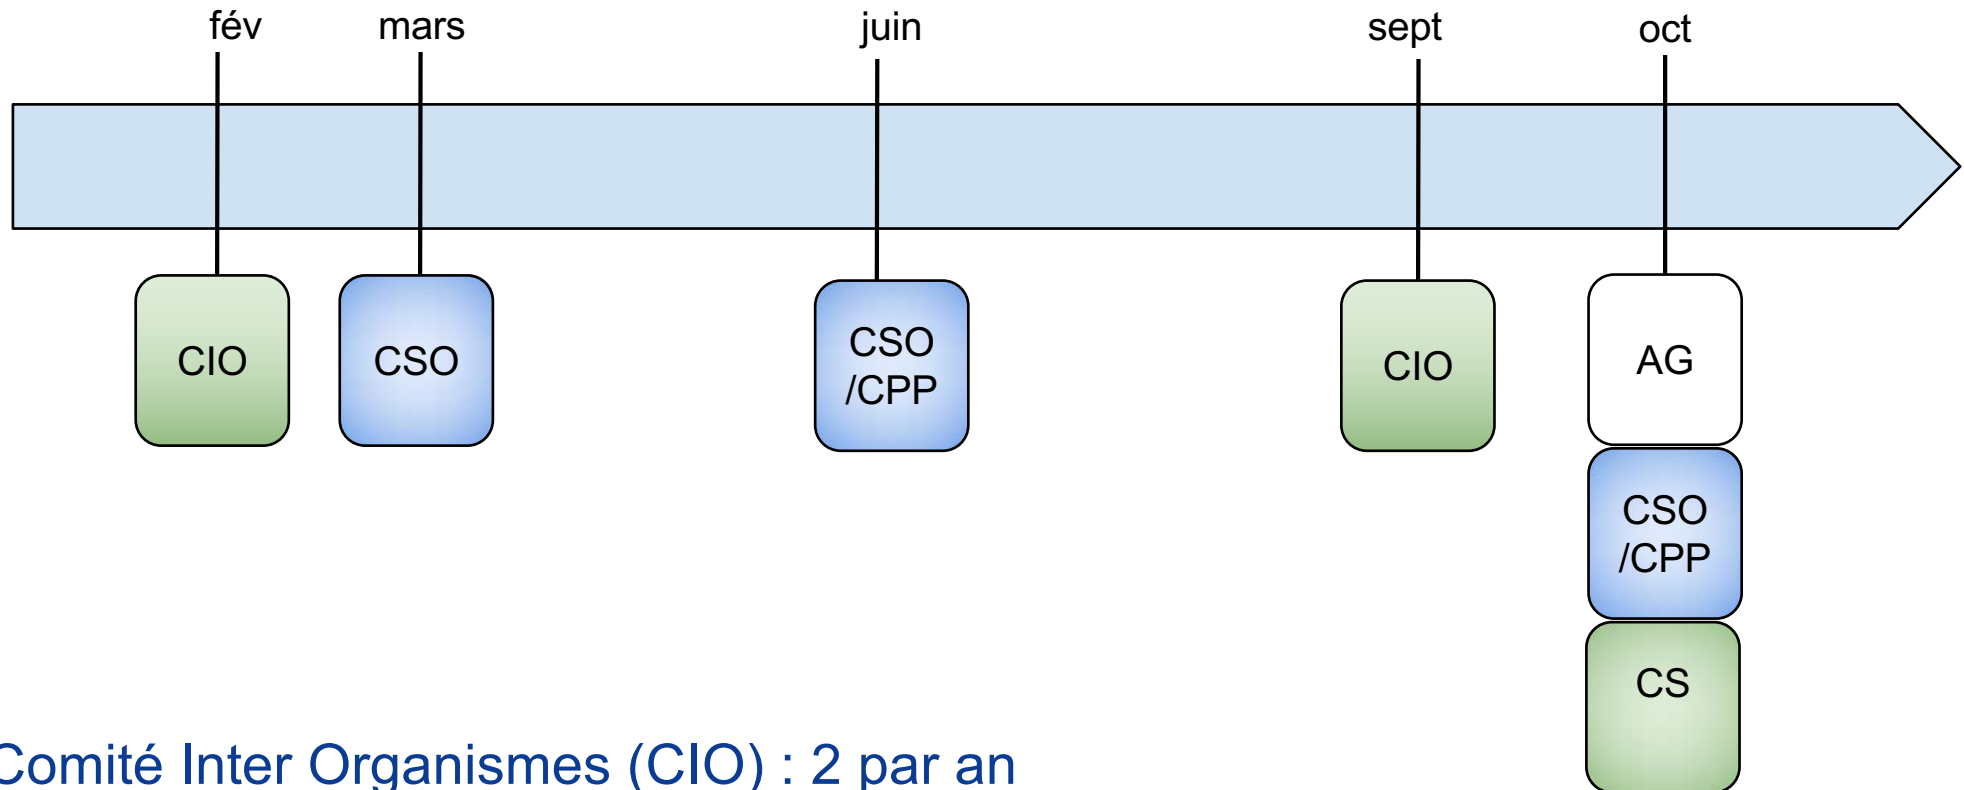 fév
mars
juin
sept
oct
CIO
CSO
CSO
/CPP
CIO
AG
CSO
/CPP
CS
Comité Inter Organismes (CIO) : 2 par an